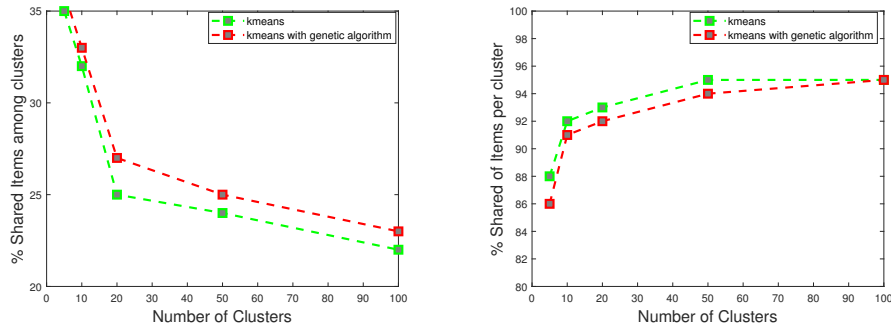 35
30
25
20
% Shared Items among clusters
0 10 20 30 40 50 60 70 80 90 100
Number of Clusters
kmeans
kmeans with genetic algorithm
100
98
96
94
92
90
88
86
84
82
80
% Shared of Items per cluster
0 10 20 30 40 50 60 70 80 90 100
Number of Clusters
kmeans
kmeans with genetic algorithm